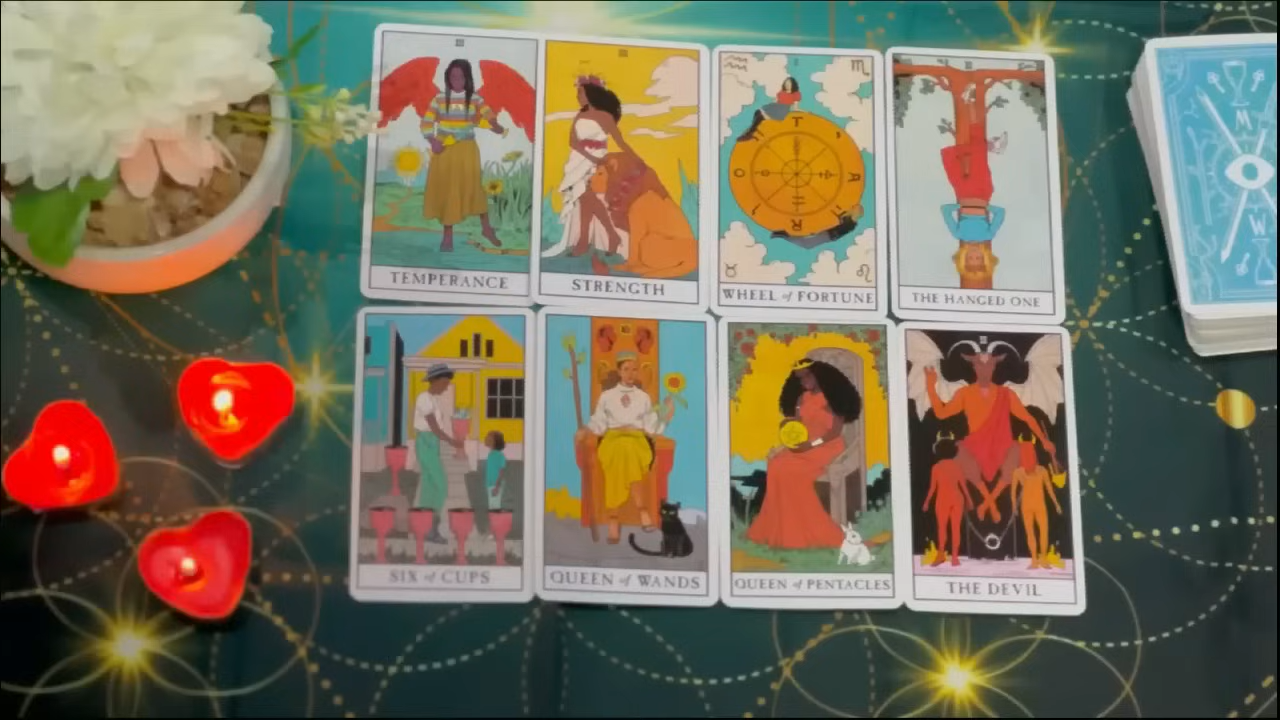 TEMPERANCE
STRENGTH
WHEEL of FORTUNE
THE HANGED ONE
SIX of CUPS
QUEEN of WANDS
QUEEN of PENTACLES
THE DEVIL
M
W